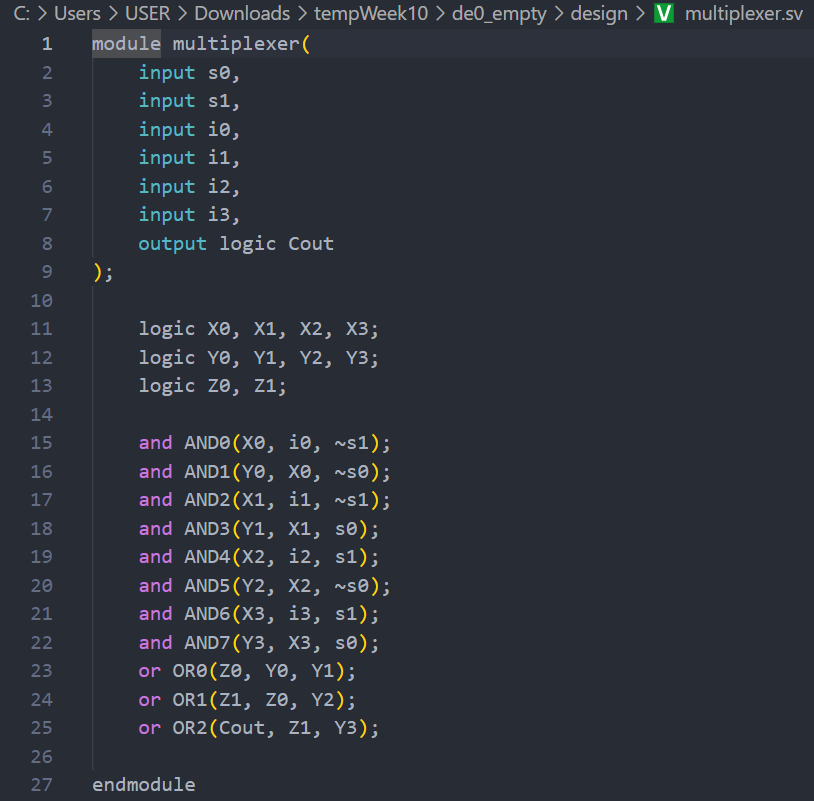 C: > Users > USER > Downloads > tempWeek10 > de0_empty > design > V multiplexer.sv
1 module multiplexer(
2     input s0,
3     input s1,
4     input i0,
5     input i1,
6     input i2,
7     input i3,
8     output logic Cout
9 );
10
11     logic X0, X1, X2, X3;
12     logic Y0, Y1, Y2, Y3;
13     logic Z0, Z1;
14
15     and AND0(X0, i0, ~s1);
16     and AND1(Y0, X0, ~s0);
17     and AND2(X1, i1, ~s1);
18     and AND3(Y1, X1, s0);
19     and AND4(X2, i2, s1);
20     and AND5(Y2, X2, ~s0);
21     and AND6(X3, i3, s1);
22     and AND7(Y3, X3, s0);
23     or OR0(Z0, Y0, Y1);
24     or OR1(Z1, Z0, Y2);
25     or OR2(Cout, Z1, Y3);
26
27 endmodule